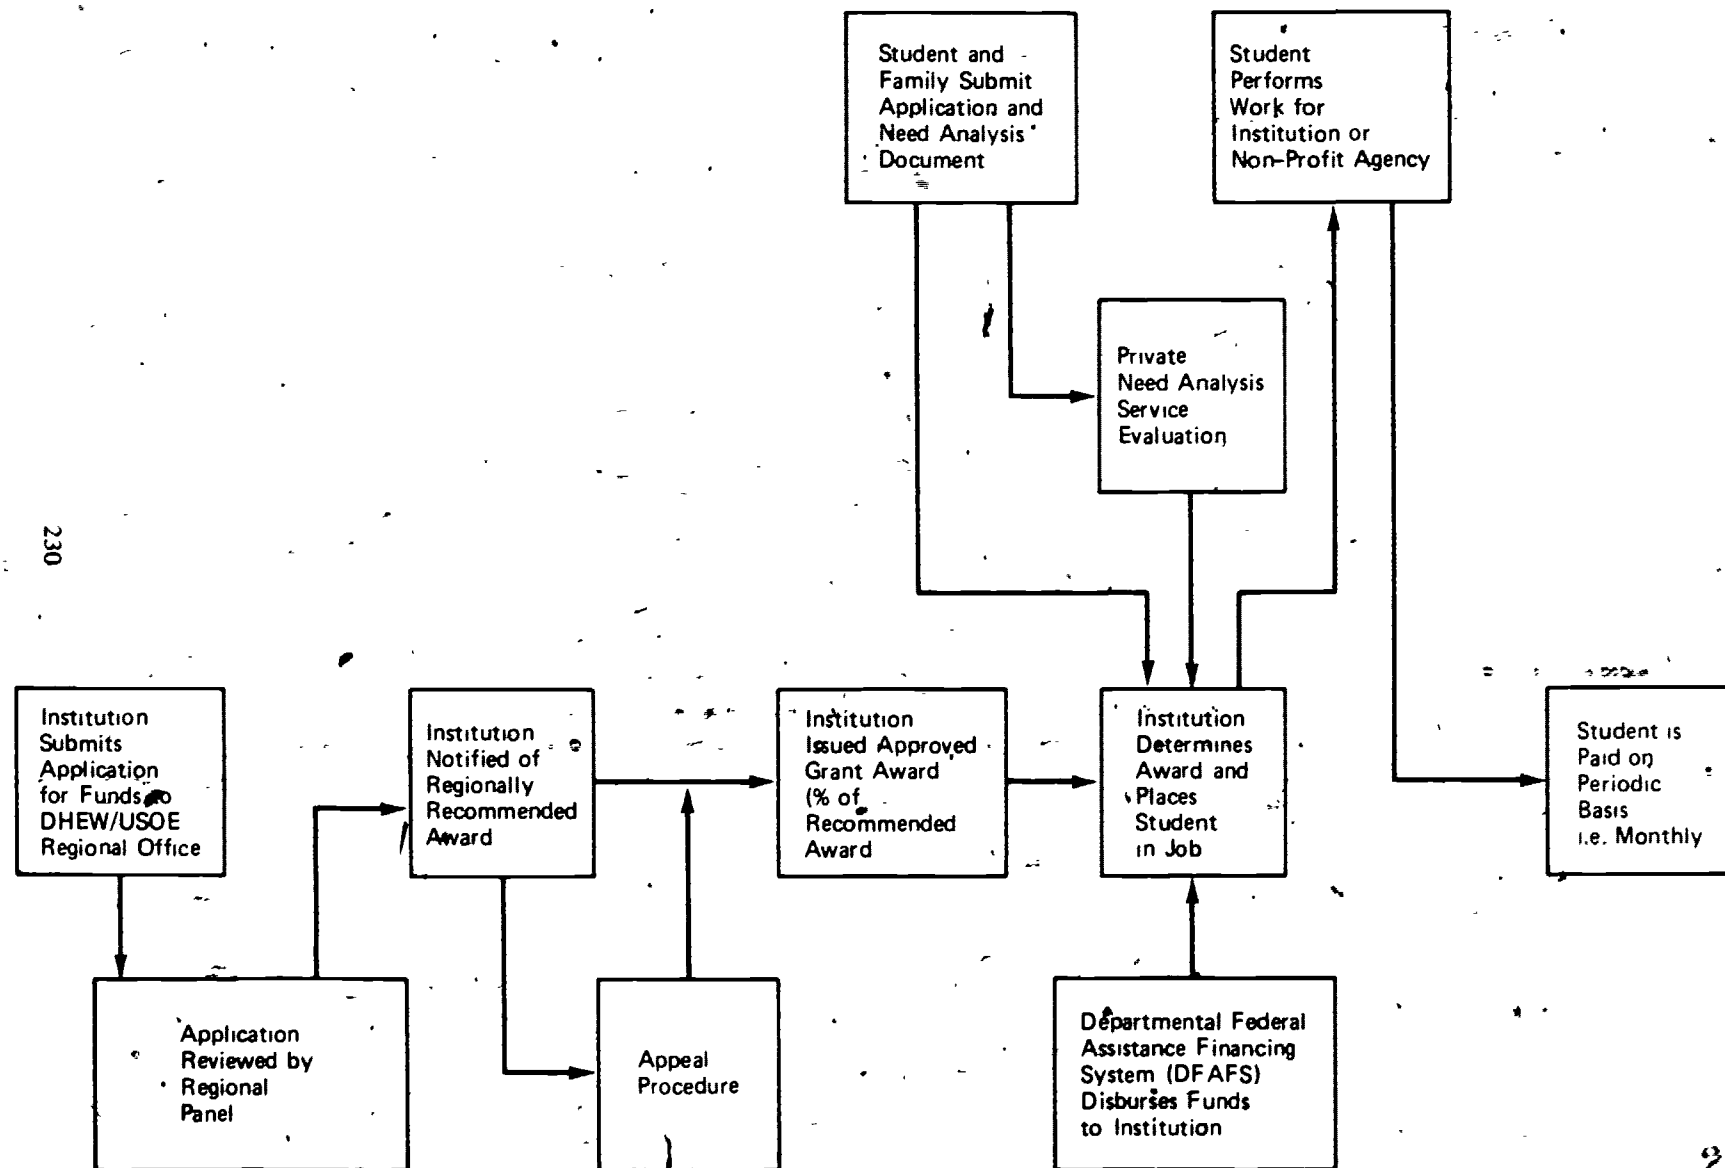 Student and
Family Submit
Application and
Need Analysis
Document
Student
Performs
Work for
Institution or
Non-Profit Agency
Private
Need Analysis
Service
Evaluation
230
Institution
Submits
Application
for Funds to
DHEW/USOE
Regional Office
Institution
Notified of
Regionally
Recommended
Award
Institution
Issued Approved
Grant Award
(% of
Recommended
Award
Institution
Determines
Award and
Places
Student
in Job
Student is
Paid on
Periodic
Basis
i.e. Monthly
Application
Reviewed by
Regional
Panel
Appeal
Procedure
Departmental Federal
Assistance Financing
System (DFAFS)
Disburses Funds
to Institution